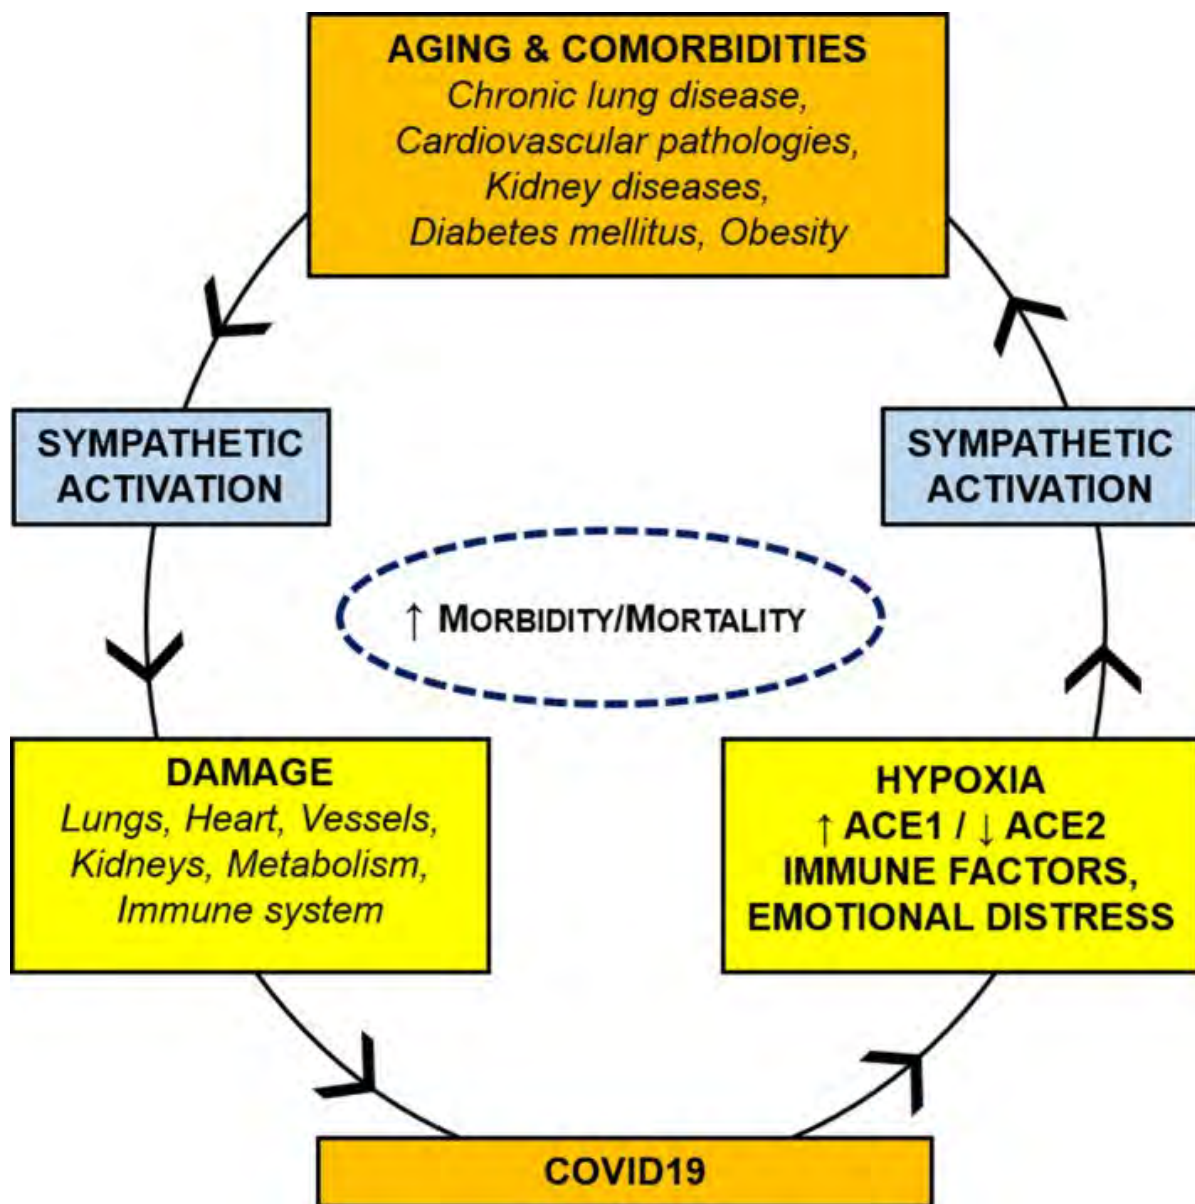 AGING & COMORBIDITIES
Chronic lung disease,
Cardiovascular pathologies,
Kidney diseases,
Diabetes mellitus, Obesity
SYMPATHETIC
ACTIVATION
SYMPATHETIC
ACTIVATION
↑ MORBIDITY/MORTALITY
DAMAGE
Lungs, Heart, Vessels,
Kidneys, Metabolism,
Immune system
HYPOXIA
↑ ACE1 / ↓ ACE2
IMMUNE FACTORS,
EMOTIONAL DISTRESS
COVID19